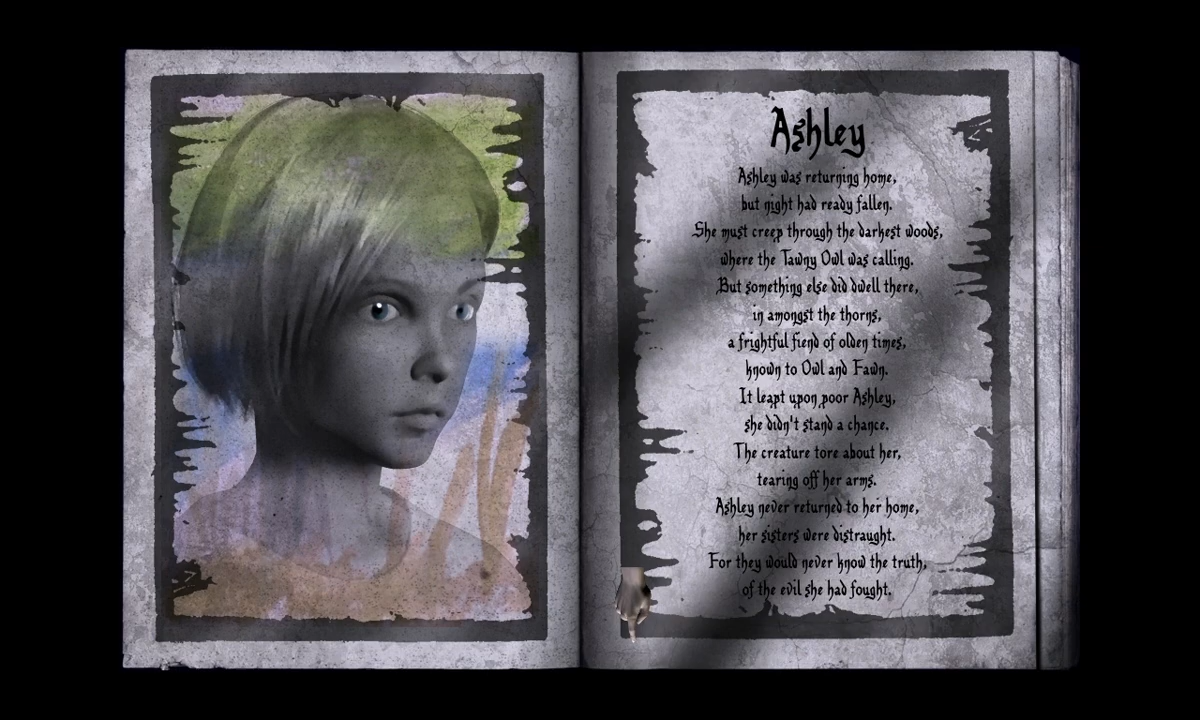 Ashley
Ashley was returning home,
but night had ready fallen.
She must creep through the darkest woods,
where the Tawny Owl was calling.
But something else did dwell there,
in amongst the thorns,
a frightful fiend of olden times,
known to Owl and Fawn.
It leapt upon poor Ashley,
she didn't stand a chance.
The creature tore about her,
tearing off her arms.
Ashley never returned to her home,
her sisters were distraught.
For they would never know the truth,
of the evil she had fought.